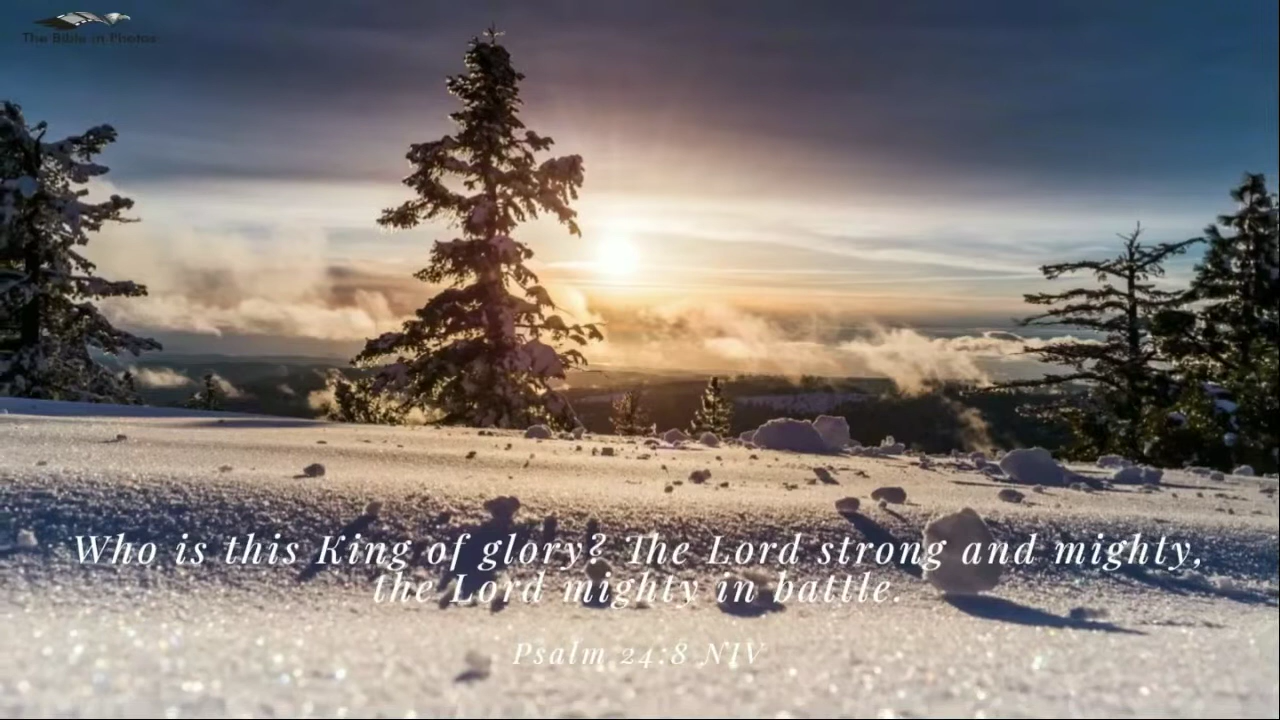 The Bible in Photos
Who is this King of glory? The Lord strong and mighty,
the Lord mighty in battle.
Psalm 24:8 NIV